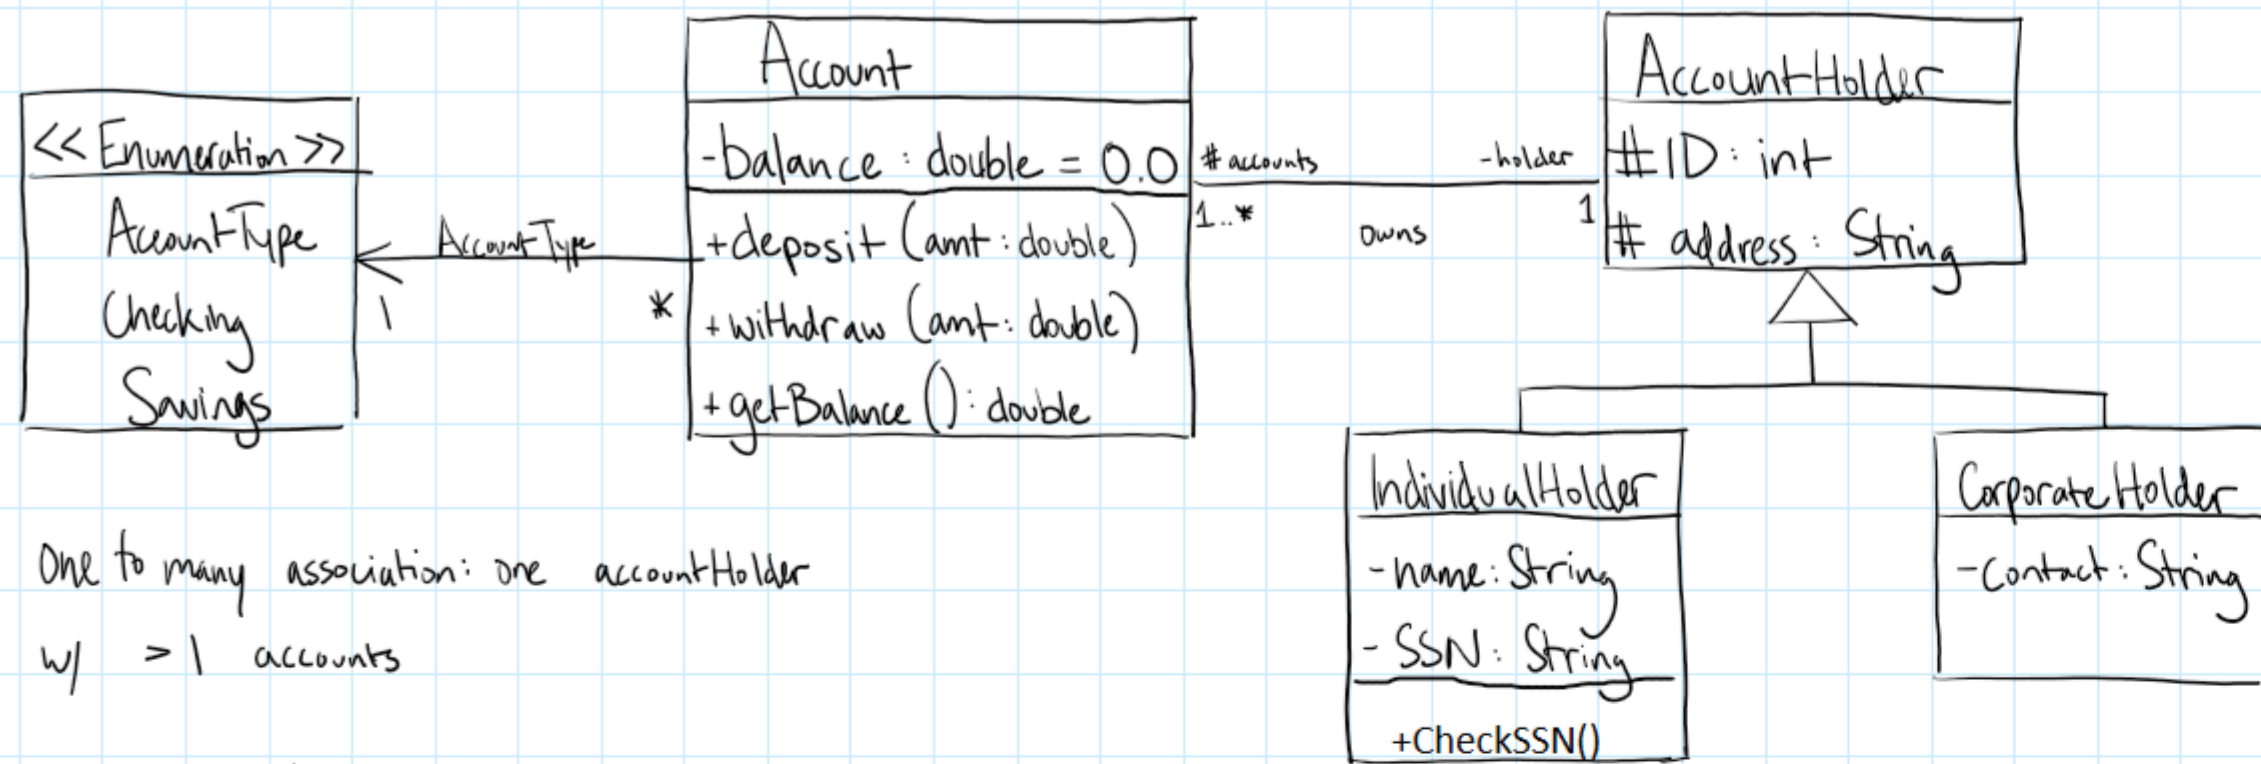 <<Enumeration>>
AccountType
Checking
Savings
AccountType
1
*
Account
-balance: double = 0.0
+deposit (amt: double)
+withdraw (amt: double)
+getBalance (): double
# accounts
-holder
1..*
1
owns
AccountHolder
#ID: int
# address: String
IndividualHolder
-name: String
- SSN: String
+CheckSSN()
CorporateHolder
-Contact: String
One to many association: one accountHolder
w/ >1 accounts